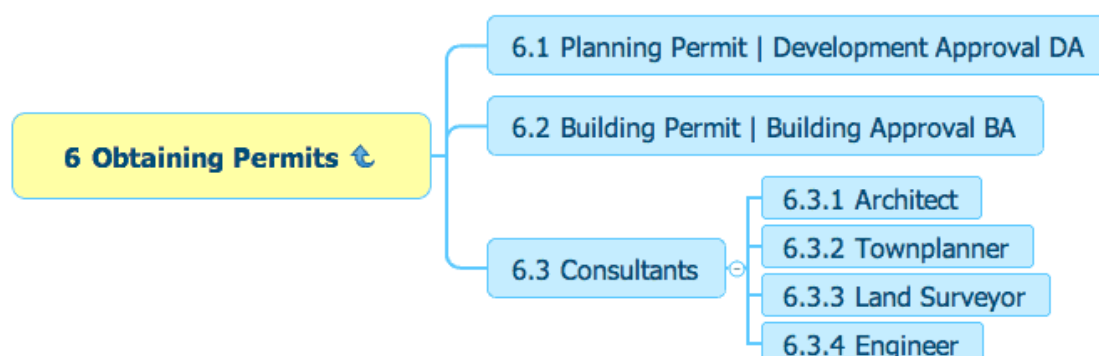 6 Obtaining Permits
6.1 Planning Permit | Development Approval DA
6.2 Building Permit | Building Approval BA
6.3 Consultants
6.3.1 Architect
6.3.2 Townplanner
6.3.3 Land Surveyor
6.3.4 Engineer